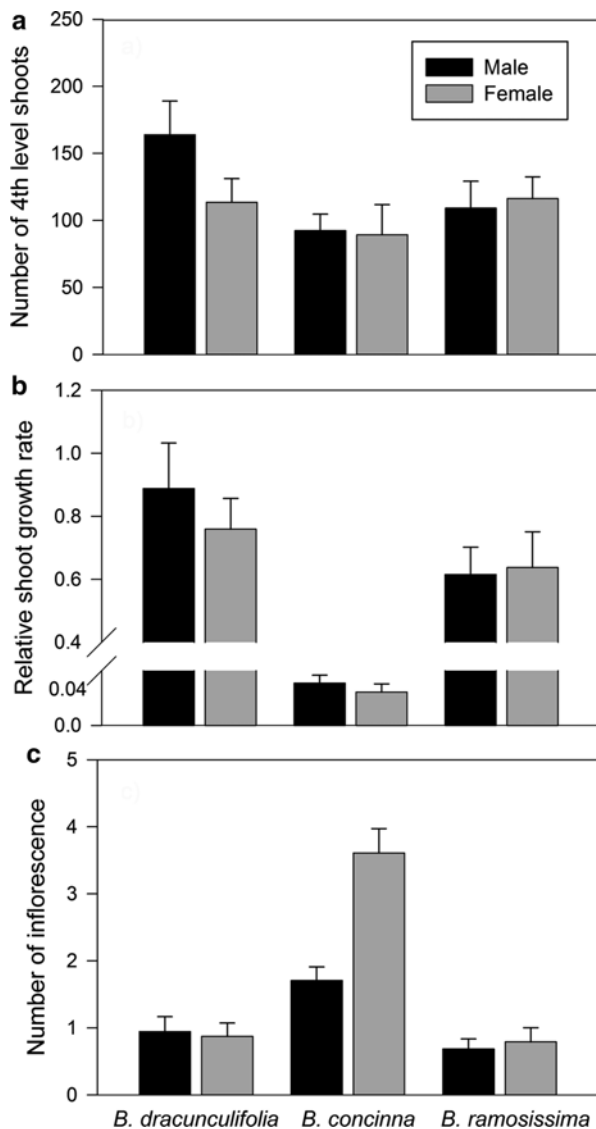 a
a)
250
200
150
100
50
0
Number of 4th level shoots
Male
Female
b
b)
1.2
1.0
0.8
0.6
0.4
0.04
0.0
Relative shoot growth rate
c
c)
5
4
3
2
1
0
Number of inflorescence
B. dracunculifolia B. concinna B. ramosissima